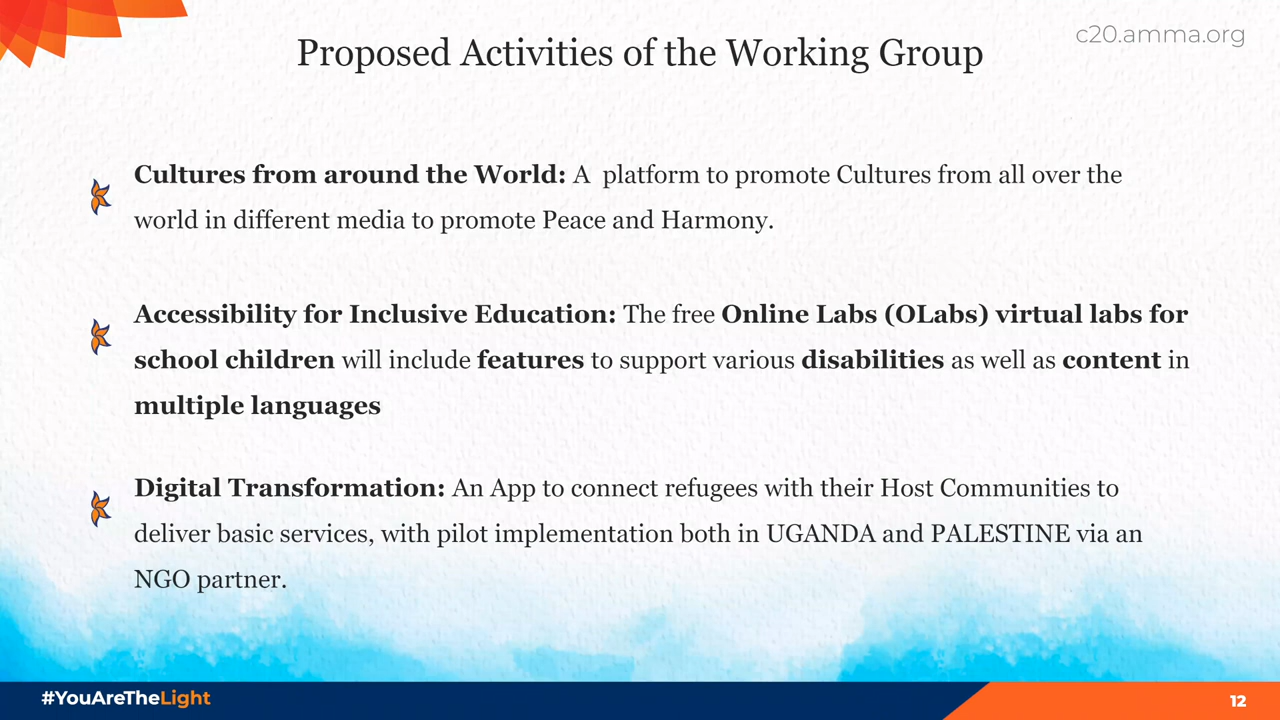 c20.amma.org
Proposed Activities of the Working Group
Cultures from around the World: A  platform to promote Cultures from all over the
world in different media to promote Peace and Harmony.
Accessibility for Inclusive Education: The free Online Labs (OLabs) virtual labs for
school children will include features to support various disabilities as well as content in
multiple languages
Digital Transformation: An App to connect refugees with their Host Communities to
deliver basic services, with pilot implementation both in UGANDA and PALESTINE via an
NGO partner.
#YouAreTheLight
12